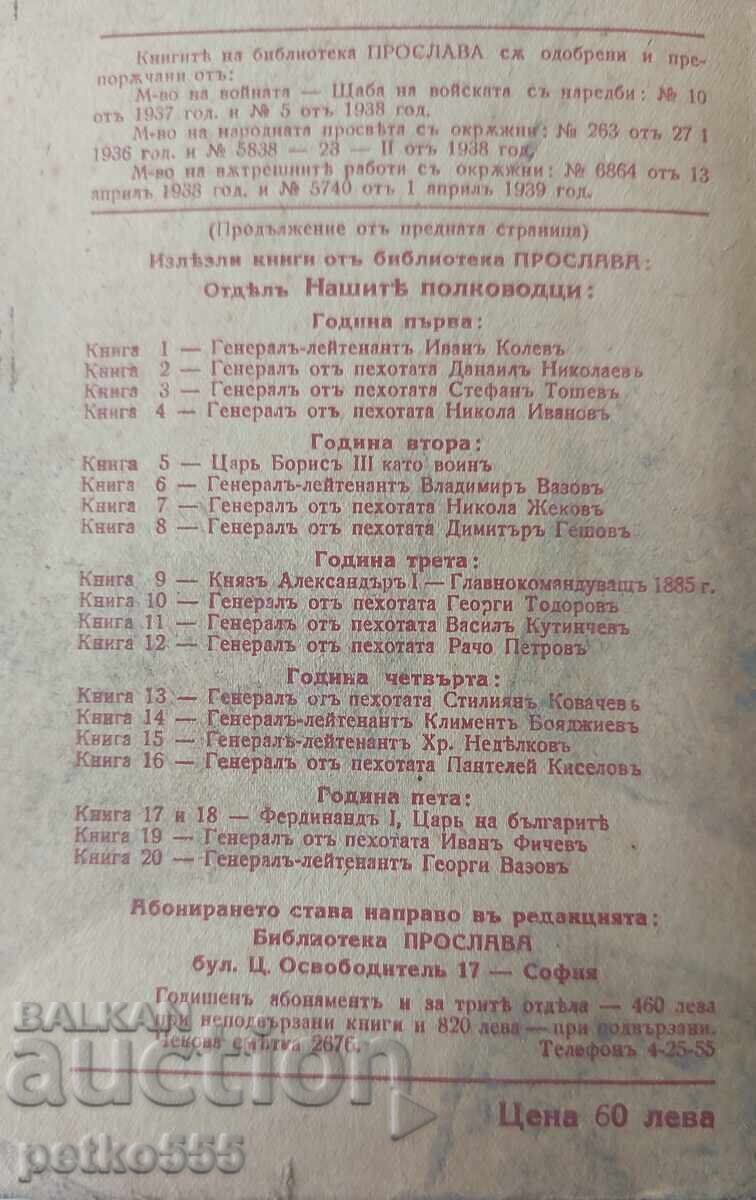 Книгитѣ на библиотека ПРОСЛАВА сѫ одобрени и пре-
порѫчани отъ:
М-во на войната — Щаба на войската съ наредби: № 10
отъ 1937 год. и № 5 отъ 1938 год.
М-во на народната просвѣта съ окрѫжни: № 263 отъ 27 I
1936 год. и № 5838 — 23 — II отъ 1938 год.
М-во на вѫтрешнитѣ работи съ окрѫжни: № 6864 отъ 13
априлъ 1938 год. и № 5740 отъ 1 априлъ 1939 год.
(Продължение отъ предната страница)
Излѣзли книги отъ библиотека ПРОСЛАВА:
Отдѣлъ Нашитѣ полководци:
Година първа:
Книга 1 — Генералъ-лейтенантъ Иванъ Колевъ
Книга 2 — Генералъ отъ пехотата Данаилъ Николаевъ
Книга 3 — Генералъ отъ пехотата Стефанъ Тошевъ
Книга 4 — Генералъ отъ пехотата Никола Ивановъ
Година втора:
Книга 5 — Царь Борисъ III като воинъ
Книга 6 — Генералъ-лейтенантъ Владимиръ Вазовъ
Книга 7 — Генералъ отъ пехотата Никола Жековъ
Книга 8 — Генералъ отъ пехотата Димитъръ Гешовъ
Година трета:
Книга 9 — Князъ Александъръ I — Главнокомандуващъ 1885 г.
Книга 10 — Генералъ отъ пехотата Георги Тодоровъ
Книга 11 — Генералъ отъ пехотата Василъ Кутинчевъ
Книга 12 — Генералъ отъ пехотата Рачо Петровъ
Година четвърта:
Книга 13 — Генералъ отъ пехотата Стилиянъ Ковачевъ
Книга 14 — Генералъ-лейтенантъ Климентъ Бояджиевъ
Книга 15 — Генералъ-лейтенантъ Хр. Недѣлковъ
Книга 16 — Генералъ отъ пехотата Пантелей Киселовъ
Година пета:
Книга 17 и 18 — Фердинандъ I, Царь на българитѣ
Книга 19 — Генералъ отъ пехотата Иванъ Фичевъ
Книга 20 — Генералъ-лейтенантъ Георги Вазовъ
Абонирането става направо въ редакцията:
Библиотека ПРОСЛАВА
бул. Ц. Освободитель 17 — София
Годишенъ абонаментъ и за тритѣ отдѣла — 460 лева
при неподвързани книги и 820 лева — при подвързани.
Чекова смѣтка 2676. Телефонъ 4-25-55
Цена 60 лева
BALKAN
auction
petko555